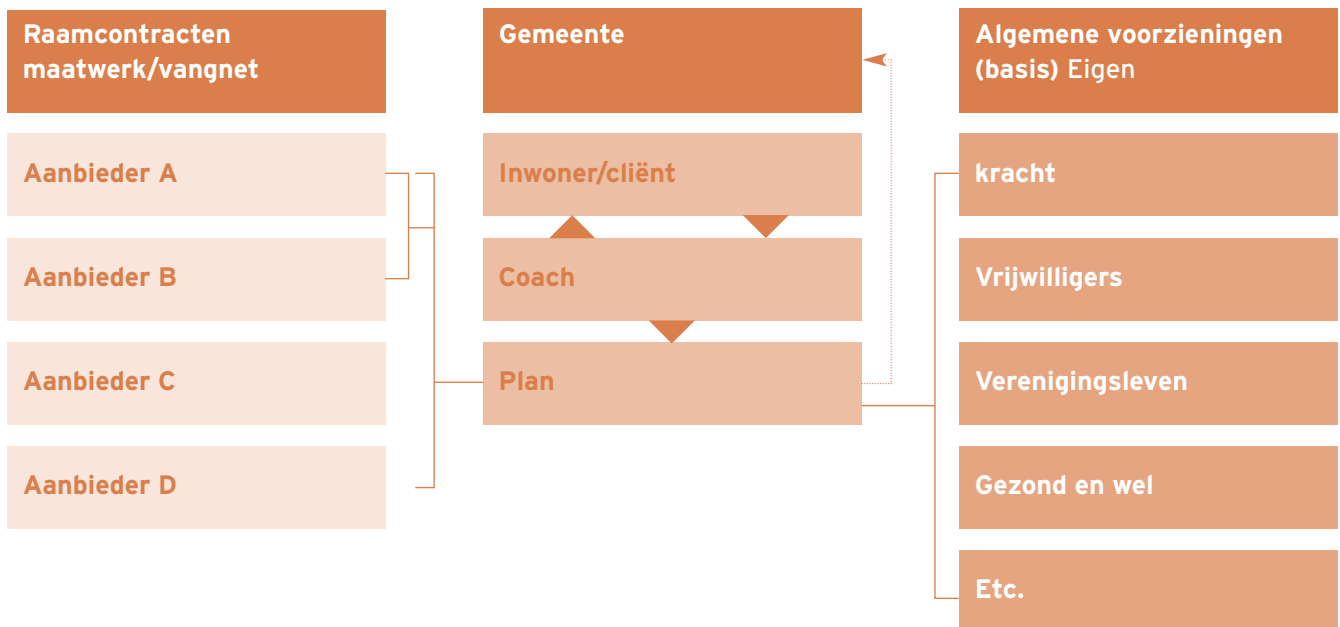 Raamcontracten
maatwerk/vangnet
Aanbieder A
Aanbieder B
Aanbieder C
Aanbieder D
Gemeente
Inwoner/cliënt
Coach
Plan
Algemene voorzieningen
(basis) Eigen
kracht
Vrijwilligers
Verenigingsleven
Gezond en wel
Etc.